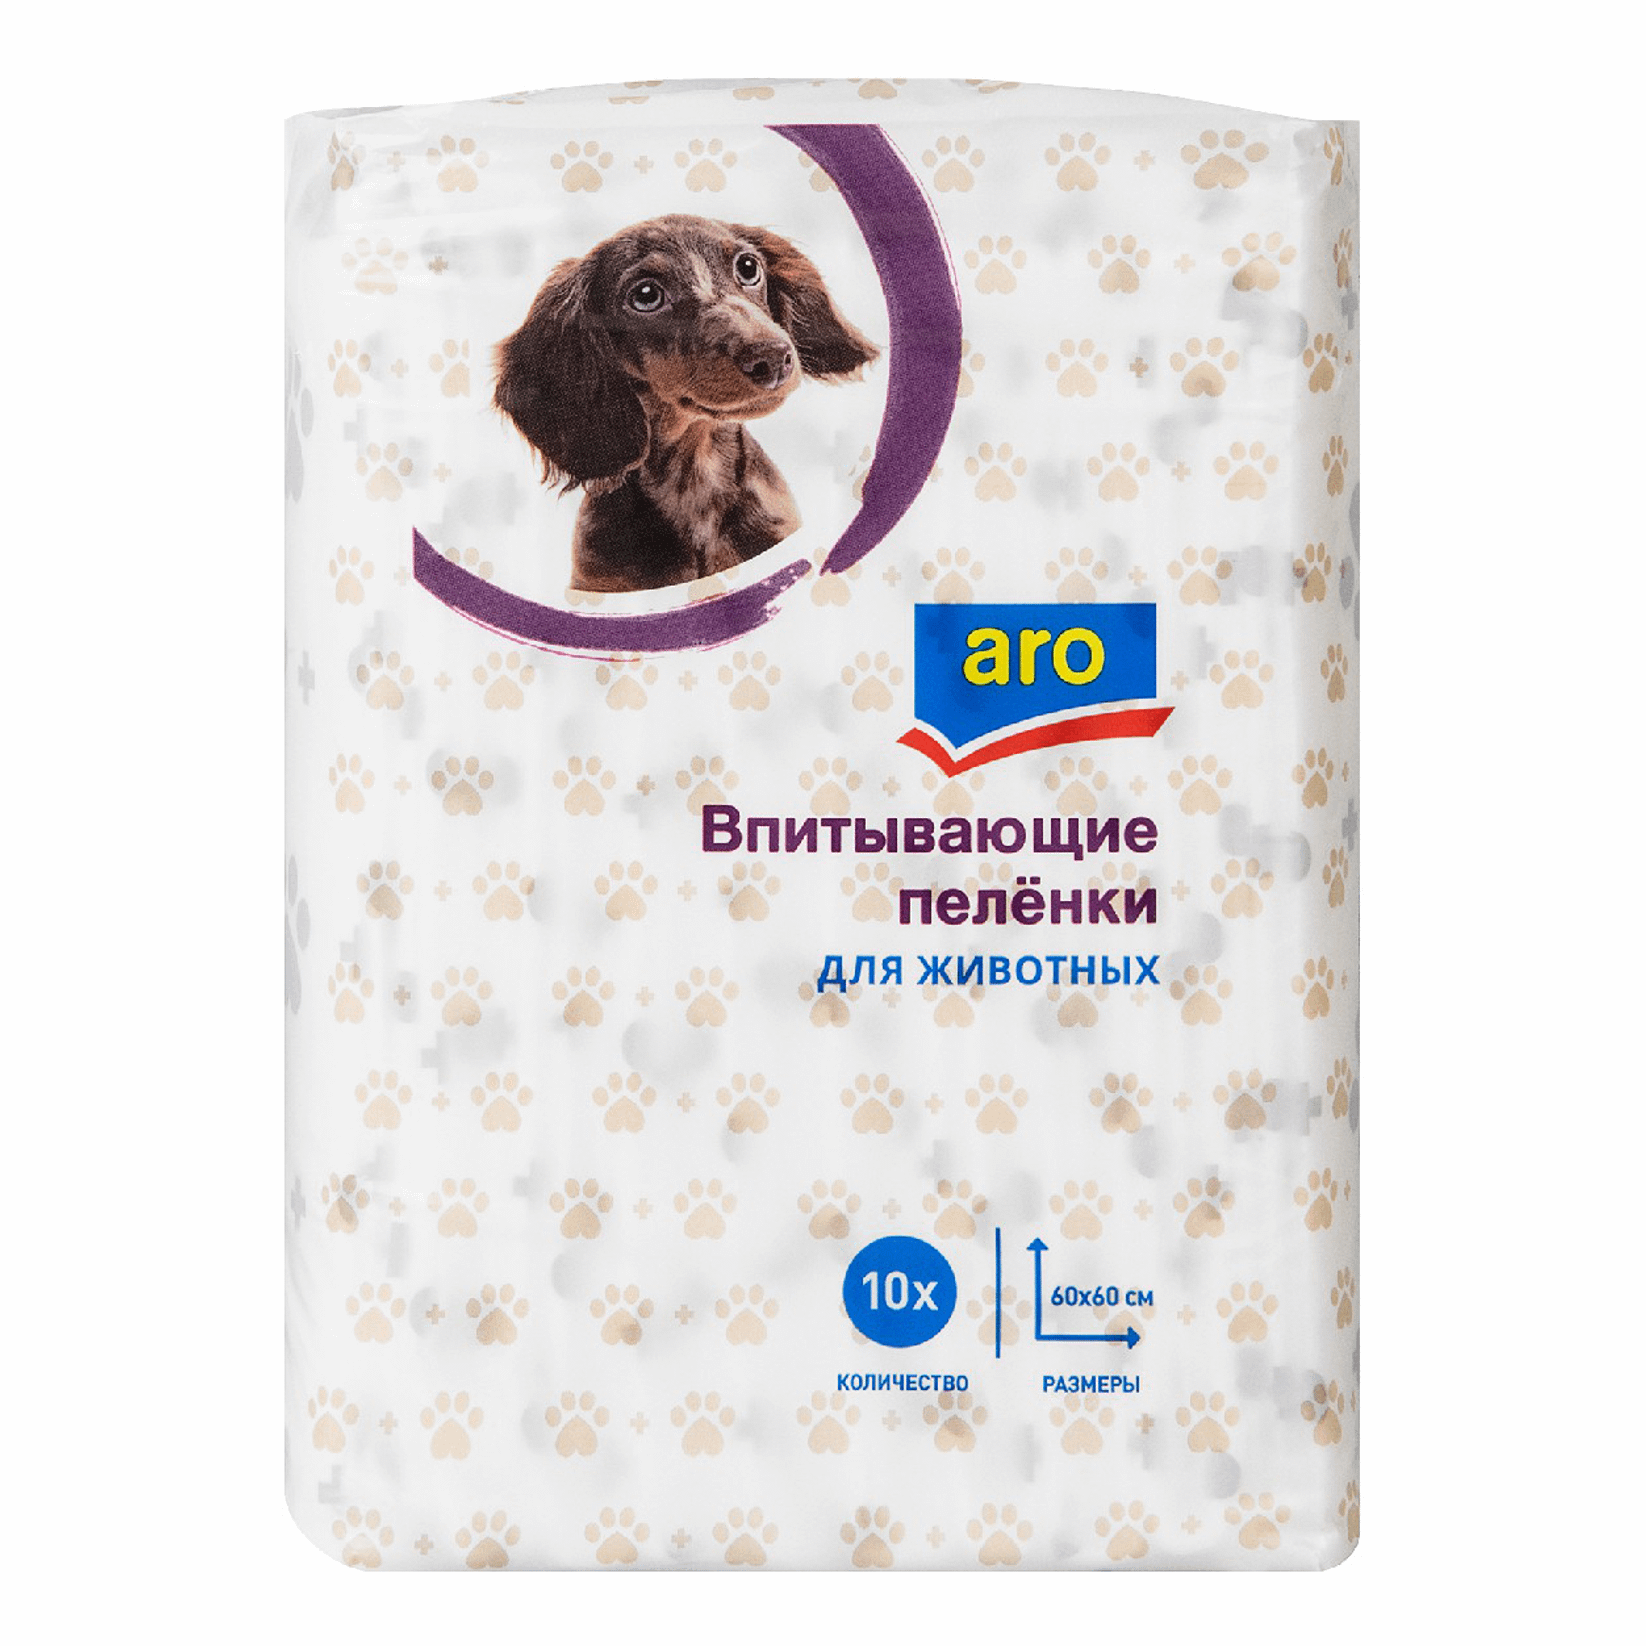 aro
Впитывающие
пелёнки
для животных
10x
60x60 см
количество
размеры